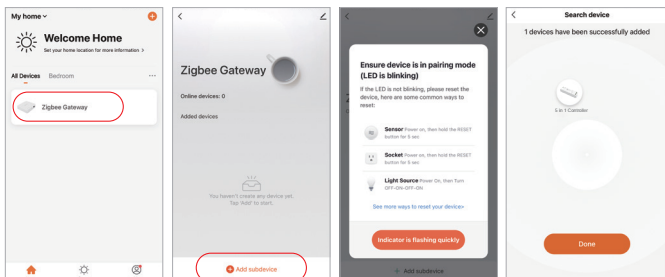 My home
Welcome Home
Set your home location for more information >
All Devices
Bedroom
...
Zigbee Gateway
Zigbee Gateway
Online devices: 0
Added devices
You haven't create any device yet.
Tap 'Add' to start.
Add subdevice
Ensure device is in pairing mode
(LED is blinking)
If the LED is not blinking, please reset the
device, here are some common ways to
reset:
Sensor Power on, then hold the RESET
button for 5 sec
Socket Power on, then hold the RESET
button for 5 sec
Light Source Power On, then Turn
OFF-ON-OFF-ON
See more ways to reset your device>
Indicator is flashing quickly
+ Add subdevice
Search device
1 devices have been successfully added
5 in 1 Controller
Done